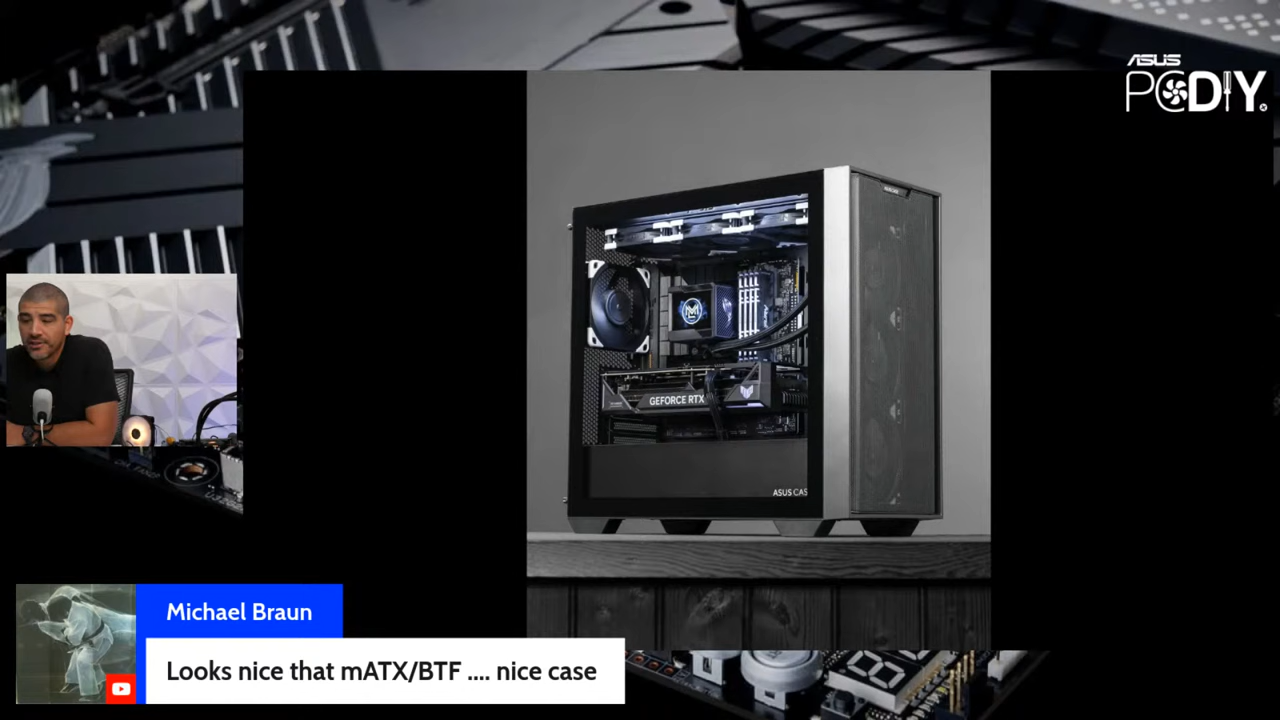 ASUS
PCDIY.
GEFORCE RTX
ASUS CAS
Michael Braun
Looks nice that mATX/BTF .... nice case